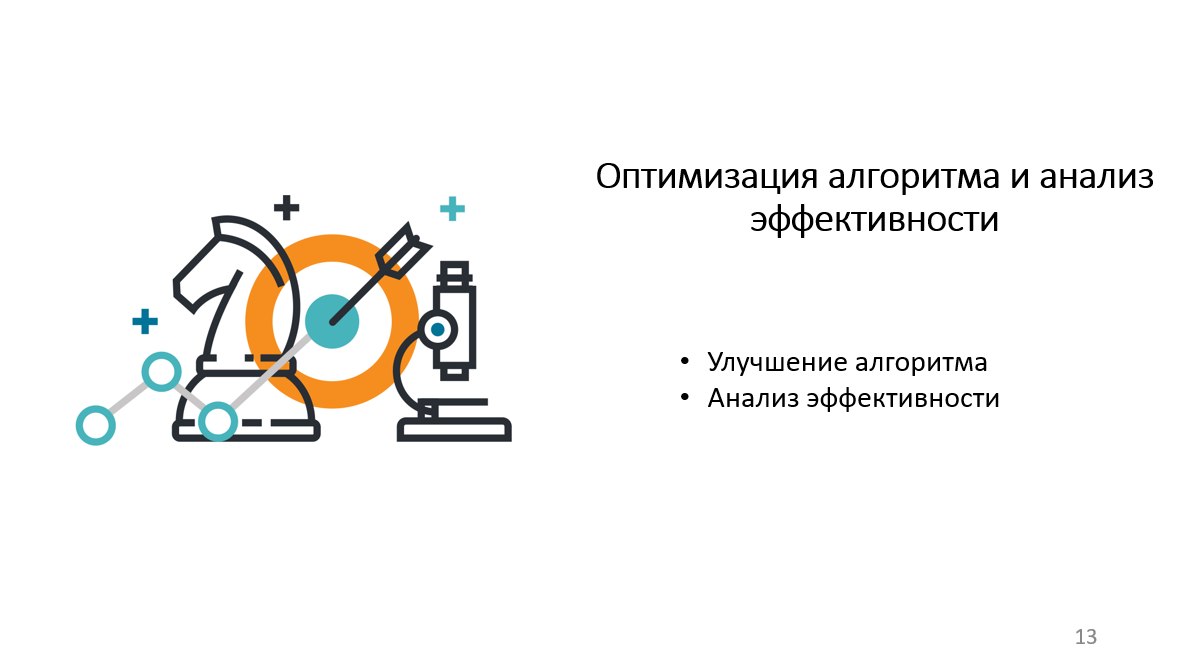 Оптимизация алгоритма и анализ
эффективности
• Улучшение алгоритма
• Анализ эффективности
13